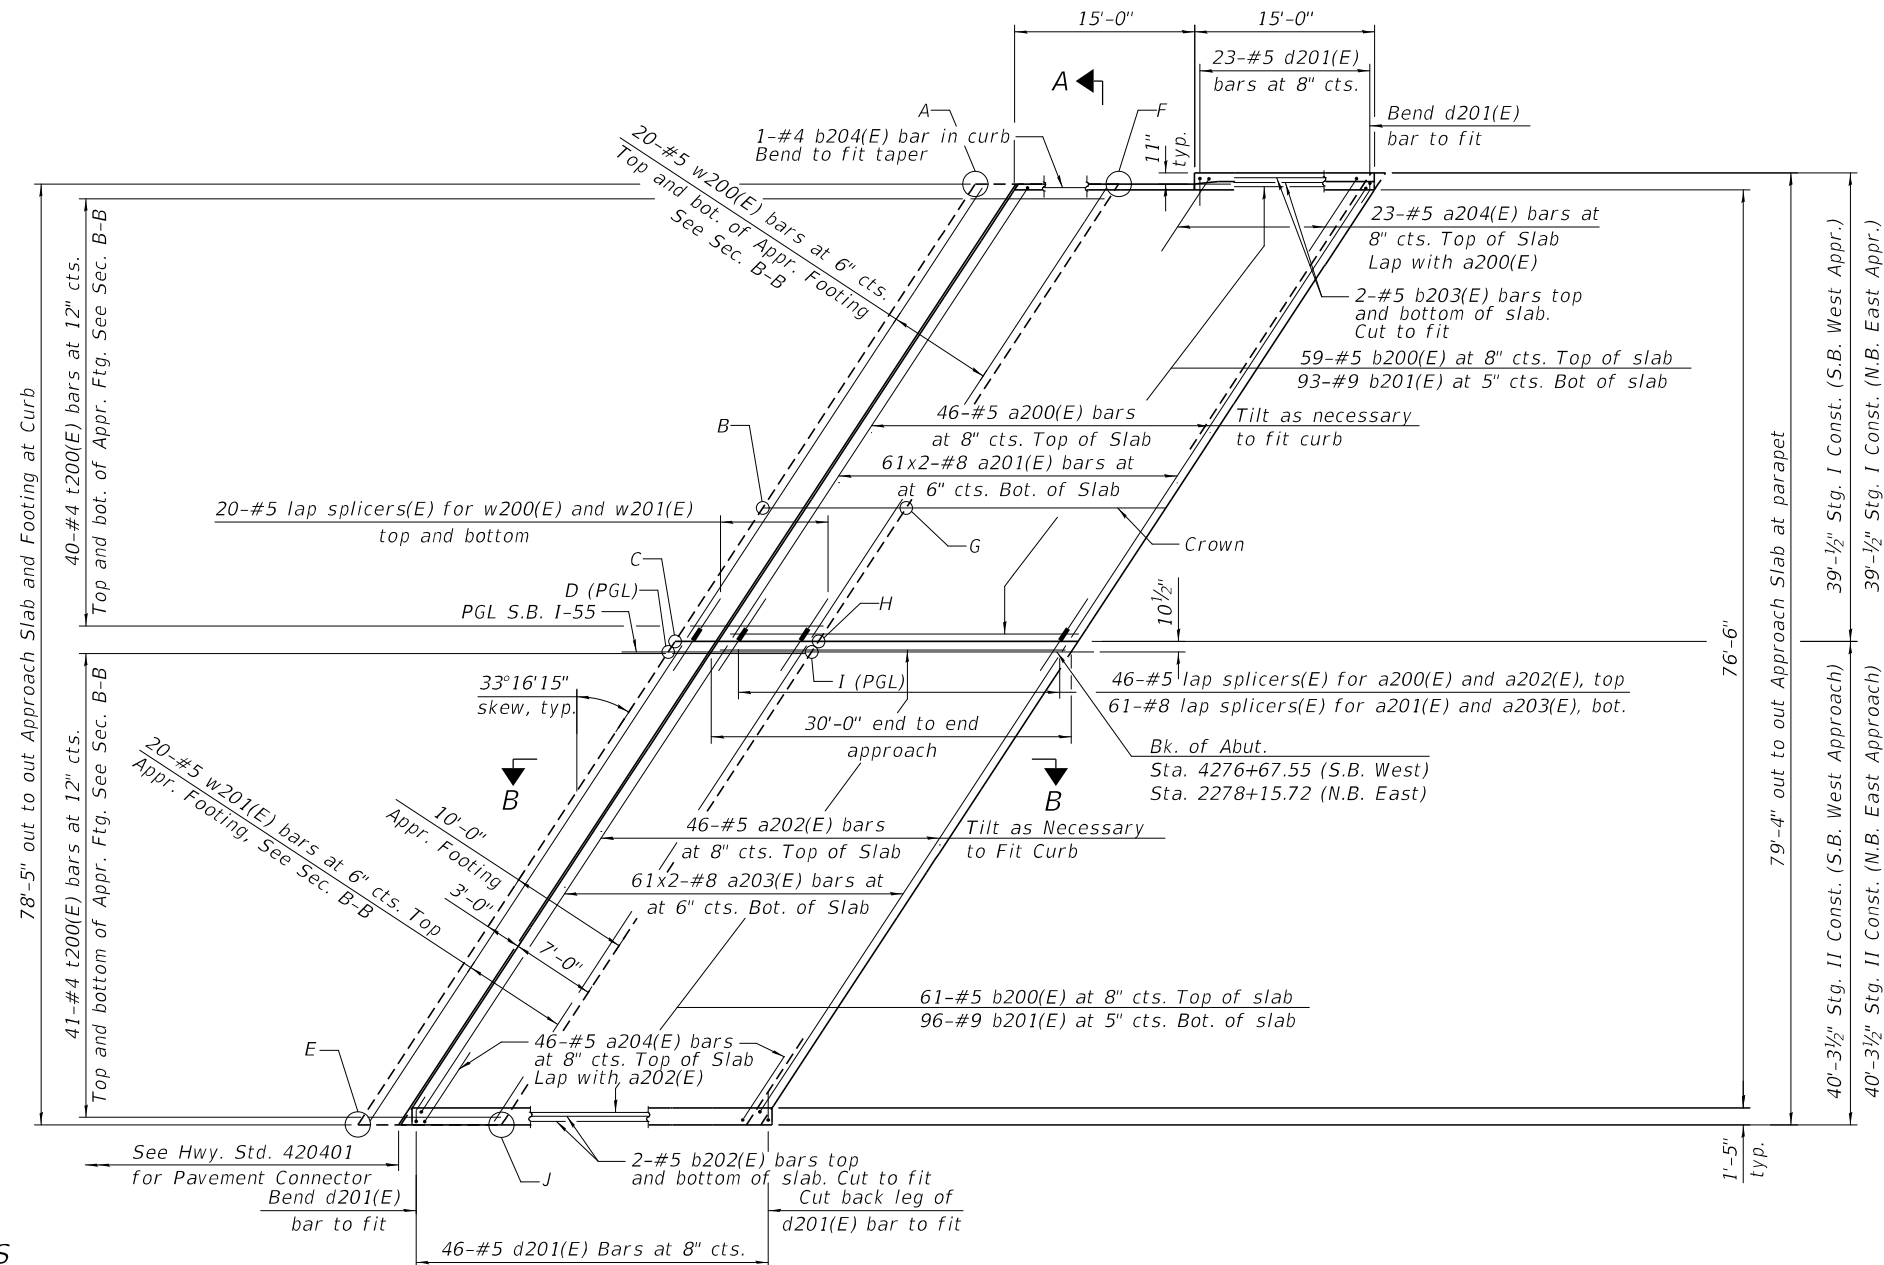 15'-0"
15'-0"
23-#5 d201(E)
bars at 8" cts.
A
A
F
1-#4 b204(E) bar in curb
Bend to fit taper
11"
typ.
Bend d201(E)
bar to fit
20-#5 w200(E) bars at 6" cts.
Top and bot. of Appr. Footing
See Sec. B-B
23-#5 a204(E) bars at
8" cts. Top of Slab
Lap with a200(E)
2-#5 b203(E) bars top
and bottom of slab.
Cut to fit
59-#5 b200(E) at 8" cts. Top of slab
93-#9 b201(E) at 5" cts. Bot of slab
46-#5 a200(E) bars
at 8" cts. Top of Slab
Tilt as necessary
to fit curb
B
61x2-#8 a201(E) bars at
at 6" cts. Bot. of Slab
20-#5 lap splicers(E) for w200(E) and w201(E)
top and bottom
G
Crown
C
D (PGL)
PGL S.B. I-55
H
10½"
I (PGL)
33°16'15"
skew, typ.
46-#5 lap splicers(E) for a200(E) and a202(E), top
61-#8 lap splicers(E) for a201(E) and a203(E), bot.
30'-0" end to end
approach
Bk. of Abut.
Sta. 4276+67.55 (S.B. West)
Sta. 2278+15.72 (N.B. East)
B
B
20-#5 w201(E) bars at 6" cts. Top
Appr. Footing, See Sec. B-B
10'-0"
Appr. Footing
3'-0"
7'-0"
46-#5 a202(E) bars
at 8" cts. Top of Slab
Tilt as Necessary
to Fit Curb
61x2-#8 a203(E) bars at
at 6" cts. Bot. of Slab
61-#5 b200(E) at 8" cts. Top of slab
96-#9 b201(E) at 5" cts. Bot. of slab
46-#5 a204(E) bars
at 8" cts. Top of Slab
Lap with a202(E)
E
J
See Hwy. Std. 420401
for Pavement Connector
2-#5 b202(E) bars top
and bottom of slab. Cut to fit
Bend d201(E)
bar to fit
Cut back leg of
d201(E) bar to fit
46-#5 d201(E) Bars at 8" cts.
S
78'-5" out to out Approach Slab and Footing at Curb
40-#4 t200(E) bars at 12" cts.
Top and bot. of Appr. Ftg. See Sec. B-B
41-#4 t200(E) bars at 12" cts.
Top and bottom of Appr. Ftg. See Sec. B-B
76'-6"
1'-5"
typ.
79'-4" out to out Approach Slab at parapet
39'-½" Stg. I Const. (S.B. West Appr.)
39'-½" Stg. I Const. (N.B. East Appr.)
40'-3½" Stg. II Const. (S.B. West Approach)
40'-3½" Stg. II Const. (N.B. East Approach)